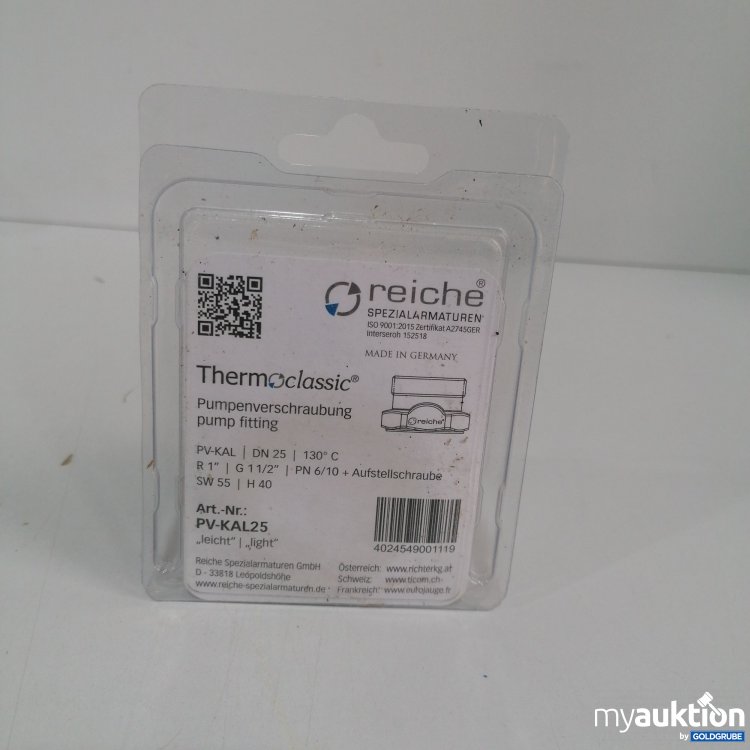 reiche®
SPEZIALARMATUREN
ISO 9001:2015 Zertifikat A2745GER
Interseroh 152518
MADE IN GERMANY
Thermoclassic®
Pumpenverschraubung
pump fitting
reiche®
PV-KAL | DN 25 | 130° C
R 1" | G 1 1/2" | PN 6/10 + Aufstellschraube
SW 55 | H 40
Art.-Nr.:
PV-KAL25
„leicht" | „light"
4024549001119
Reiche Spezialarmaturen GmbH
D - 33818 Leopoldshöhe
www.reiche-spezialarmaturen.de
Österreich: www.richterkg.at
Schweiz: www.ticom.ch
Frankreich: www.eurojauge.fr
myauktion
by GOLDGRUBE